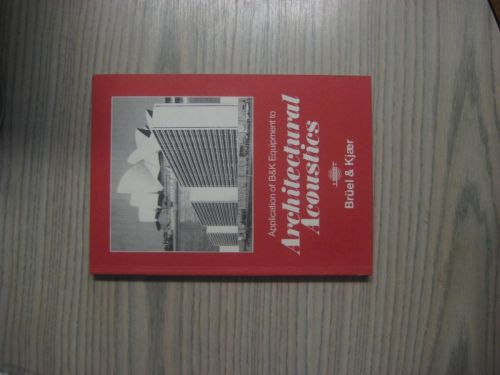 Application of B&K Equipment to
Architectural
Acoustics
Brüel & Kjær